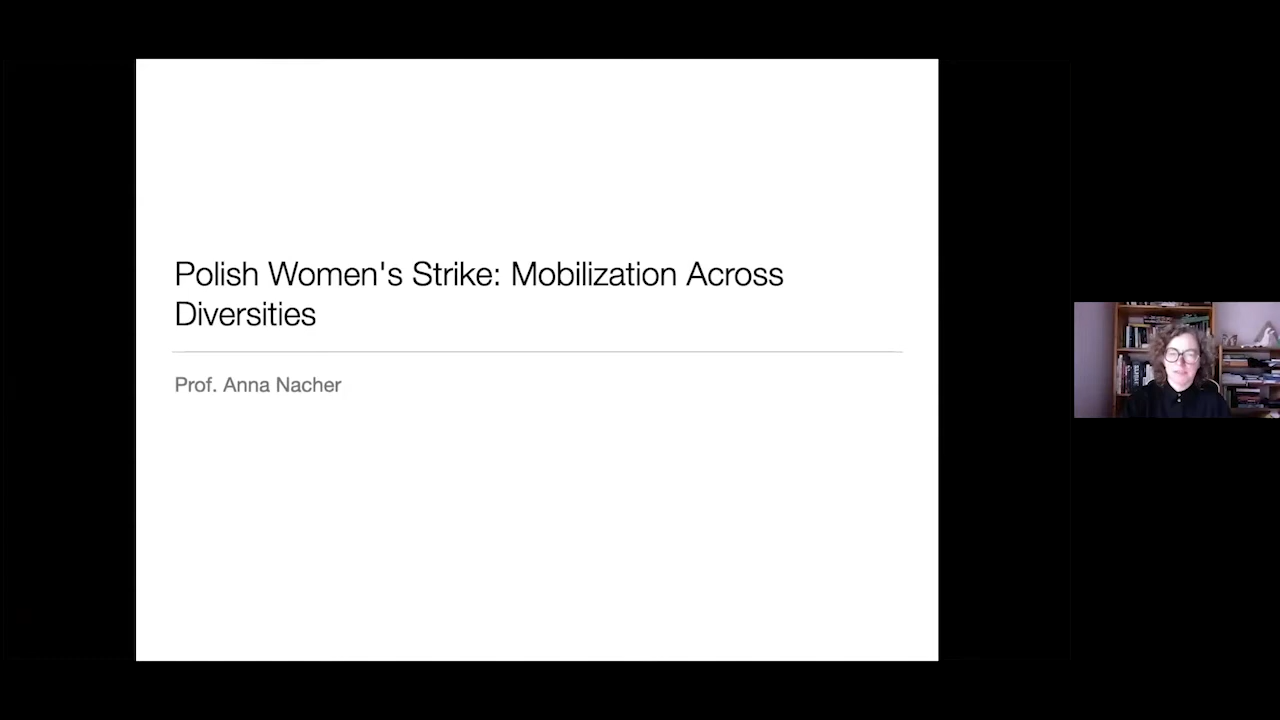 Polish Women's Strike: Mobilization Across
Diversities
Prof. Anna Nacher